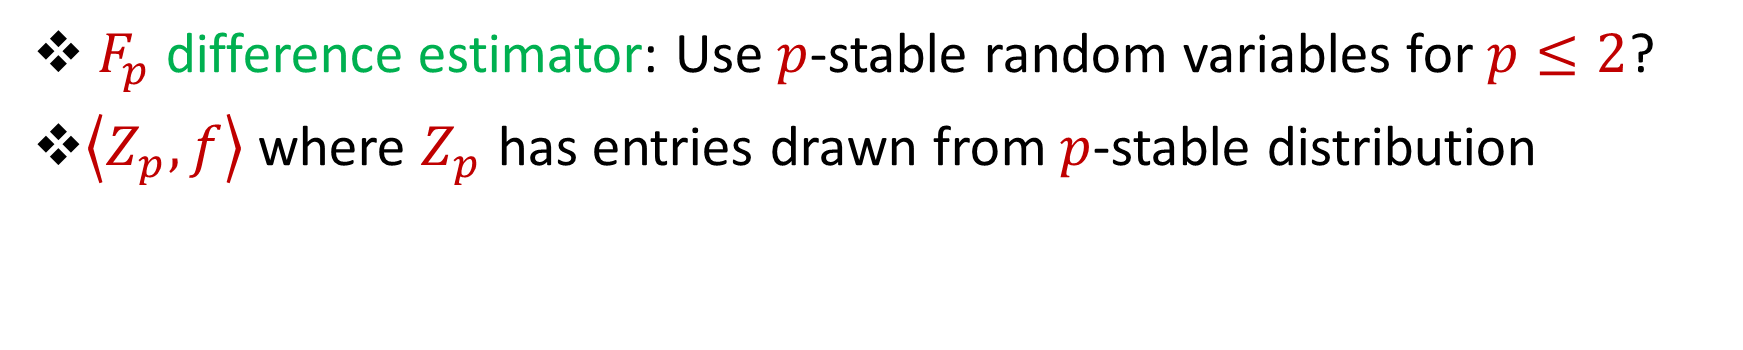 ❖ F_p difference estimator: Use p-stable random variables for p ≤ 2?
❖ ⟨Z_p, f⟩ where Z_p has entries drawn from p-stable distribution